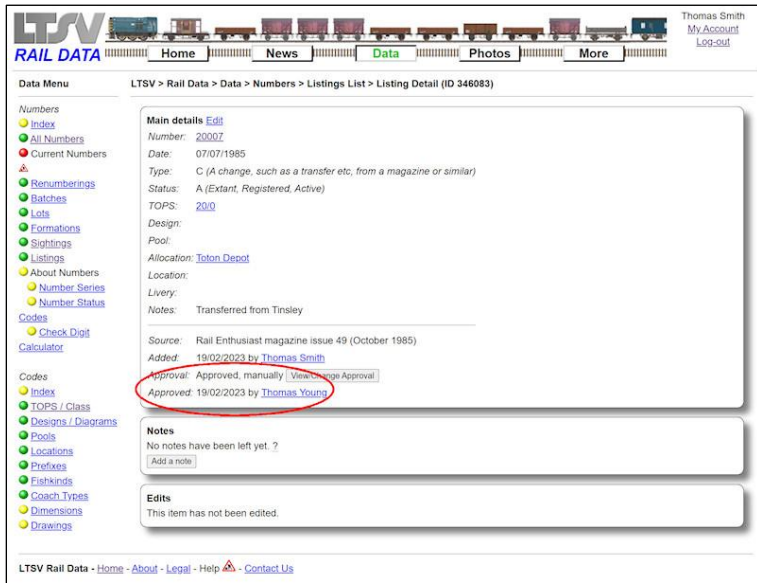 LTSV
RAIL DATA
Home
News
Data
Photos
More
Thomas Smith
My Account
Log-out
Data Menu
LTSV > Rail Data > Data > Numbers > Listings List > Listing Detail (ID 346083)
Numbers
Index
All Numbers
Current Numbers
Renumberings
Batches
Lots
Formations
Sightings
Listings
About Numbers
Number Series
Number Status
Codes
Check Digit
Calculator
Codes
Index
TOPS / Class
Designs / Diagrams
Pools
Locations
Prefixes
Fishkinds
Coach Types
Dimensions
Drawings
Main details Edit
Number: 20007
Date: 07/07/1985
Type: C (A change, such as a transfer etc, from a magazine or similar)
Status: A (Extant, Registered, Active)
TOPS: 20/0
Design:
Pool:
Allocation: Toton Depot
Location:
Livery:
Notes: Transferred from Tinsley
Source: Rail Enthusiast magazine issue 49 (October 1985)
Added: 19/02/2023 by Thomas Smith
Approval: Approved, manually View/Change Approval
Approved: 19/02/2023 by Thomas Young
Notes
No notes have been left yet. ?
Add a note
Edits
This item has not been edited.
LTSV Rail Data - Home - About - Legal - Help - Contact Us